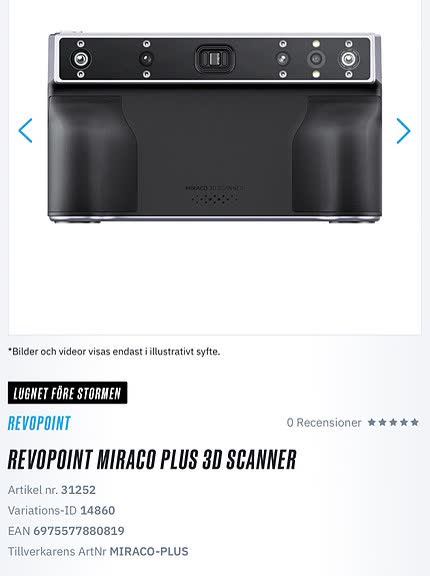 MIRACO 3D SCANNER
*Bilder och videor visas endast i illustrativt syfte.
LUGNET FÖRE STORMEN
REVOPOINT
0 Recensioner
REVOPOINT MIRACO PLUS 3D SCANNER
Artikel nr. 31252
Variations-ID 14860
EAN 6975577880819
Tillverkarens ArtNr MIRACO-PLUS